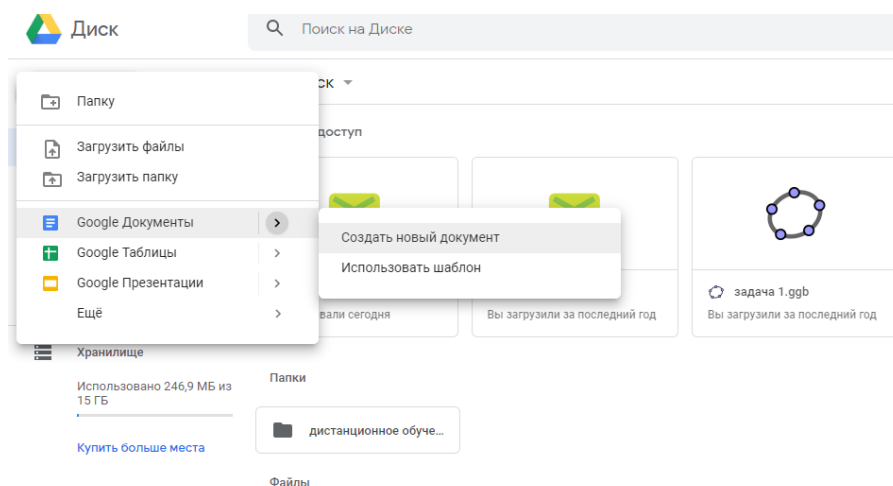 Диск
Поиск на Диске
ск
Папку
доступ
Загрузить файлы
Загрузить папку
Google Документы
Создать новый документ
Google Таблицы
Использовать шаблон
Google Презентации
задача 1.ggb
Ещё
вали сегодня
Вы загрузили за последний год
Вы загрузили за последний год
Хранилище
Использовано 246,9 МБ из
15 ГБ
Папки
дистанционное обуче...
Купить больше места
Файлы